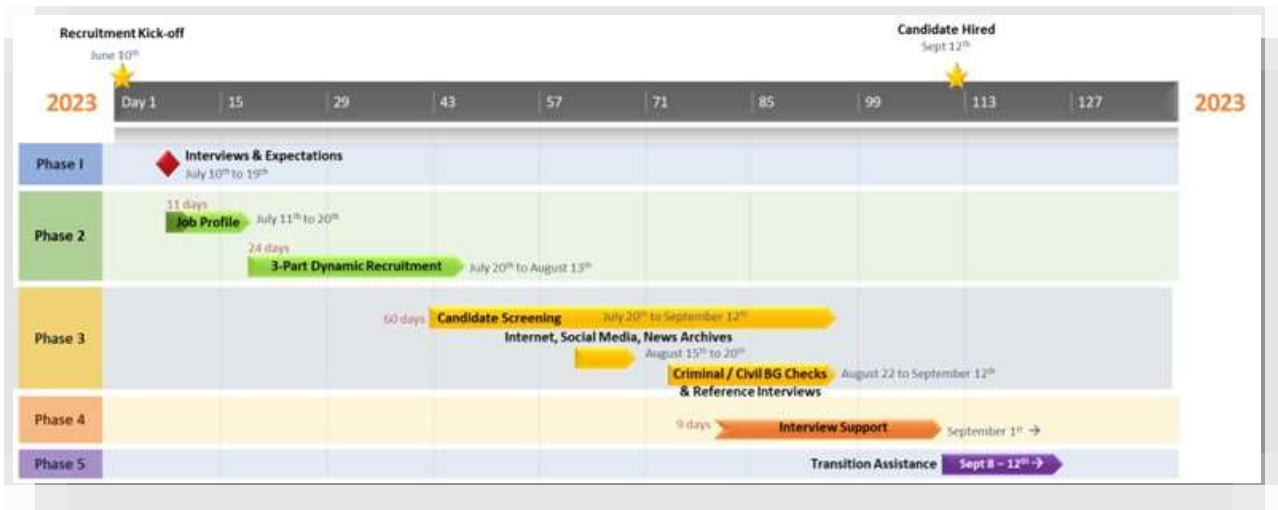 Recruitment Kick-off
June 10th
Candidate Hired
Sept 12th
2023 Day 1 15 29 43 57 71 85 99 113 127 2023
Phase I
Interviews & Expectations
July 10th to 19th
Phase 2
11 days
Job Profile July 11th to 20th
24 days
3-Part Dynamic Recruitment July 20th to August 13th
Phase 3
60 days Candidate Screening July 20th to September 12th
Internet, Social Media, News Archives
August 15th to 20th
Criminal / Civil BG Checks August 22 to September 12th
& Reference Interviews
Phase 4
9 days Interview Support September 1st →
Phase 5
Transition Assistance Sept 8 – 12th →